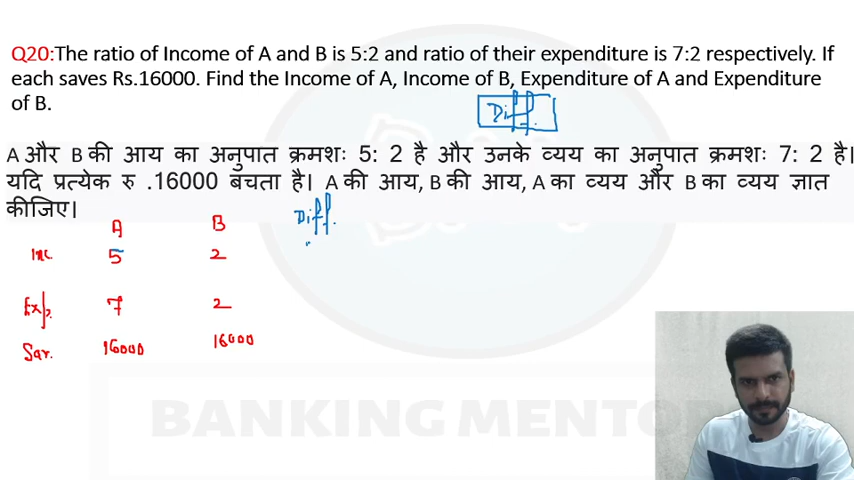 Q20:The ratio of Income of A and B is 5:2 and ratio of their expenditure is 7:2 respectively. If
each saves Rs.16000. Find the Income of A, Income of B, Expenditure of A and Expenditure
of B.
Diff.
A और B की आय का अनुपात क्रमशः 5: 2 है और उनके व्यय का अनुपात क्रमशः 7: 2 है।
यदि प्रत्येक रु .16000 बचता है। A की आय, B की आय, A का व्यय और B का व्यय ज्ञात
कीजिए।
A B Diff.
Inc. 5 2
Exp. 7 2
Sav. 16000 16000
BANKING MENTOR